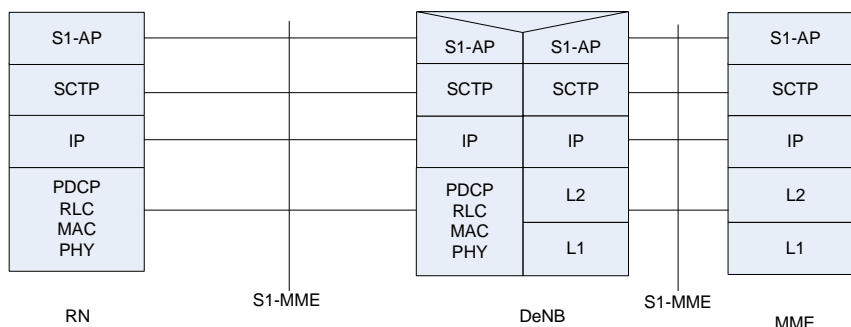 S1-AP
S1-AP
S1-AP
S1-AP
SCTP
SCTP
SCTP
SCTP
IP
IP
IP
IP
PDCP
RLC
MAC
PHY
PDCP
RLC
MAC
PHY
L2
L1
L2
L1
RN
S1-MME
DeNB
S1-MME
MME